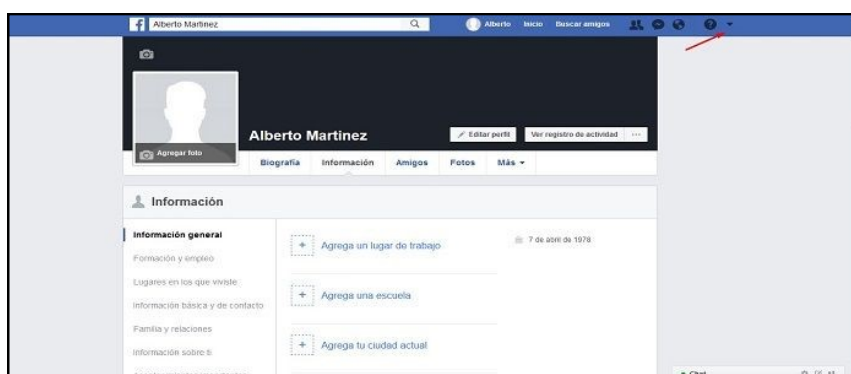 Alberto Martinez
Alberto Inicio Buscar amigos
Alberto Martinez
Editar perfil Ver registro de actividad ...
Agregar foto
Biografía Información Amigos Fotos Más
Información
Información general
Formación y empleo
Lugares en los que viviste
Información básica y de contacto
Familia y relaciones
Información sobre ti
Agrega un lugar de trabajo
Agrega una escuela
Agrega tu ciudad actual
7 de abril de 1978
Chat